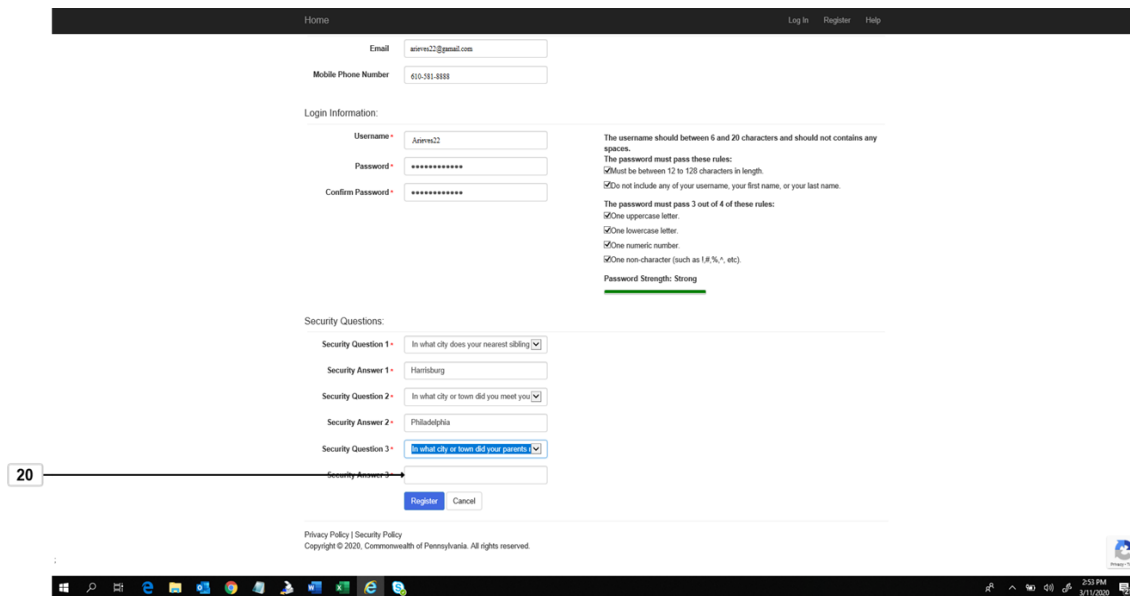 Home Log In Register Help
Email arieves22@gamail.com
Mobile Phone Number 610-581-8888
Login Information:
Username* Arieves22
The username should between 6 and 20 characters and should not contains any
spaces.
The password must pass these rules:
Password* ••••••••••••
Must be between 12 to 128 characters in length.
Do not include any of your username, your first name, or your last name.
Confirm Password* ••••••••••••
The password must pass 3 out of 4 of these rules:
One uppercase letter.
One lowercase letter.
One numeric number.
One non-character (such as !,#,%,^, etc).
Password Strength: Strong
Security Questions:
Security Question 1* In what city does your nearest sibling
Security Answer 1* Harrisburg
Security Question 2* In what city or town did you meet you
Security Answer 2* Philadelphia
Security Question 3* In what city or town did your parents
20 Security Answer 3*
Register Cancel
Privacy Policy | Security Policy
Copyright © 2020, Commonwealth of Pennsylvania. All rights reserved.
2:53 PM
3/11/2020